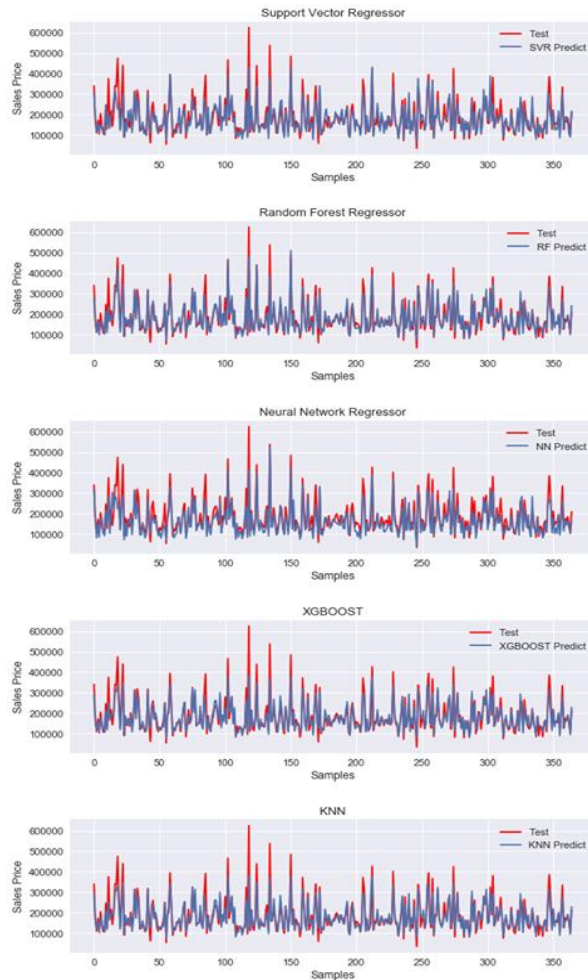 Support Vector Regressor
Test
SVR Predict
600000
500000
400000
300000
200000
100000
Sales Price
0 50 100 150 200 250 300 350
Samples
Random Forest Regressor
Test
RF Predict
600000
500000
400000
300000
200000
100000
Sales Price
0 50 100 150 200 250 300 350
Samples
Neural Network Regressor
Test
NN Predict
600000
500000
400000
300000
200000
100000
Sales Price
0 50 100 150 200 250 300 350
Samples
XGBOOST
Test
XGBOOST Predict
600000
500000
400000
300000
200000
100000
Sales Price
0 50 100 150 200 250 300 350
Samples
KNN
Test
KNN Predict
600000
500000
400000
300000
200000
100000
Sales Price
0 50 100 150 200 250 300 350
Samples